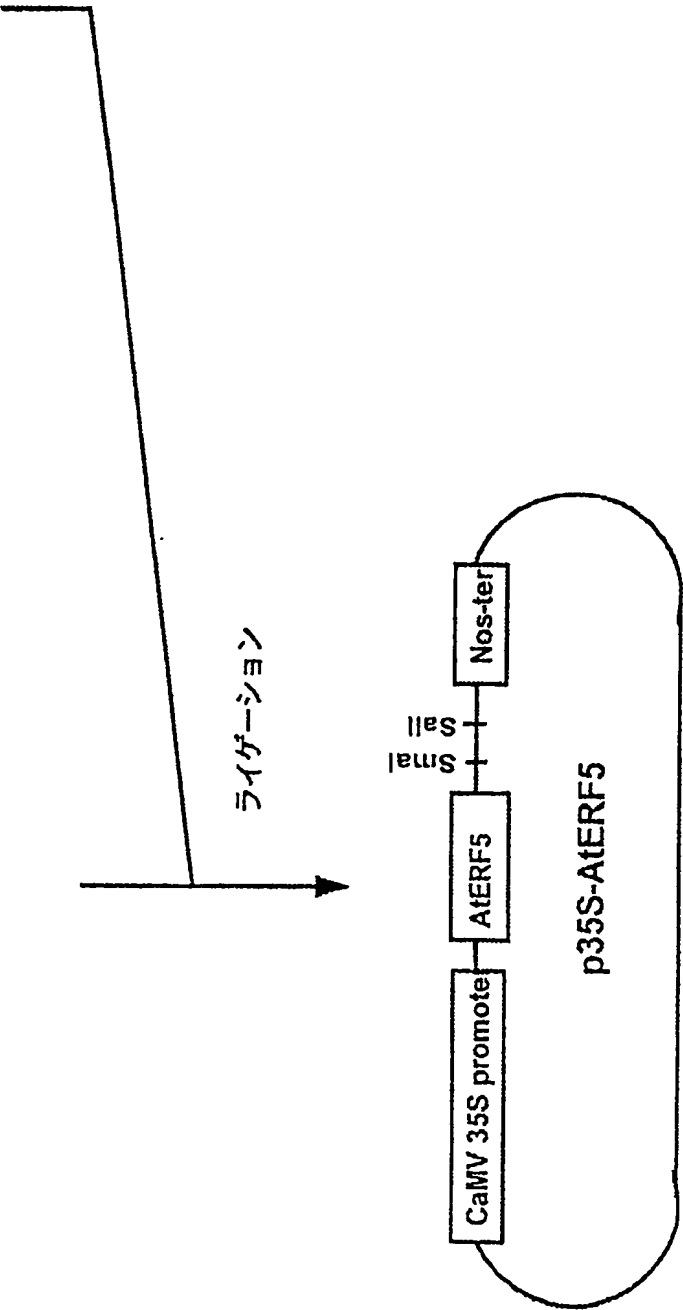 ライゲーション
CaMV 35S promote
AtERF5
SmaI
SalI
Nos-ter
p35S-AtERF5